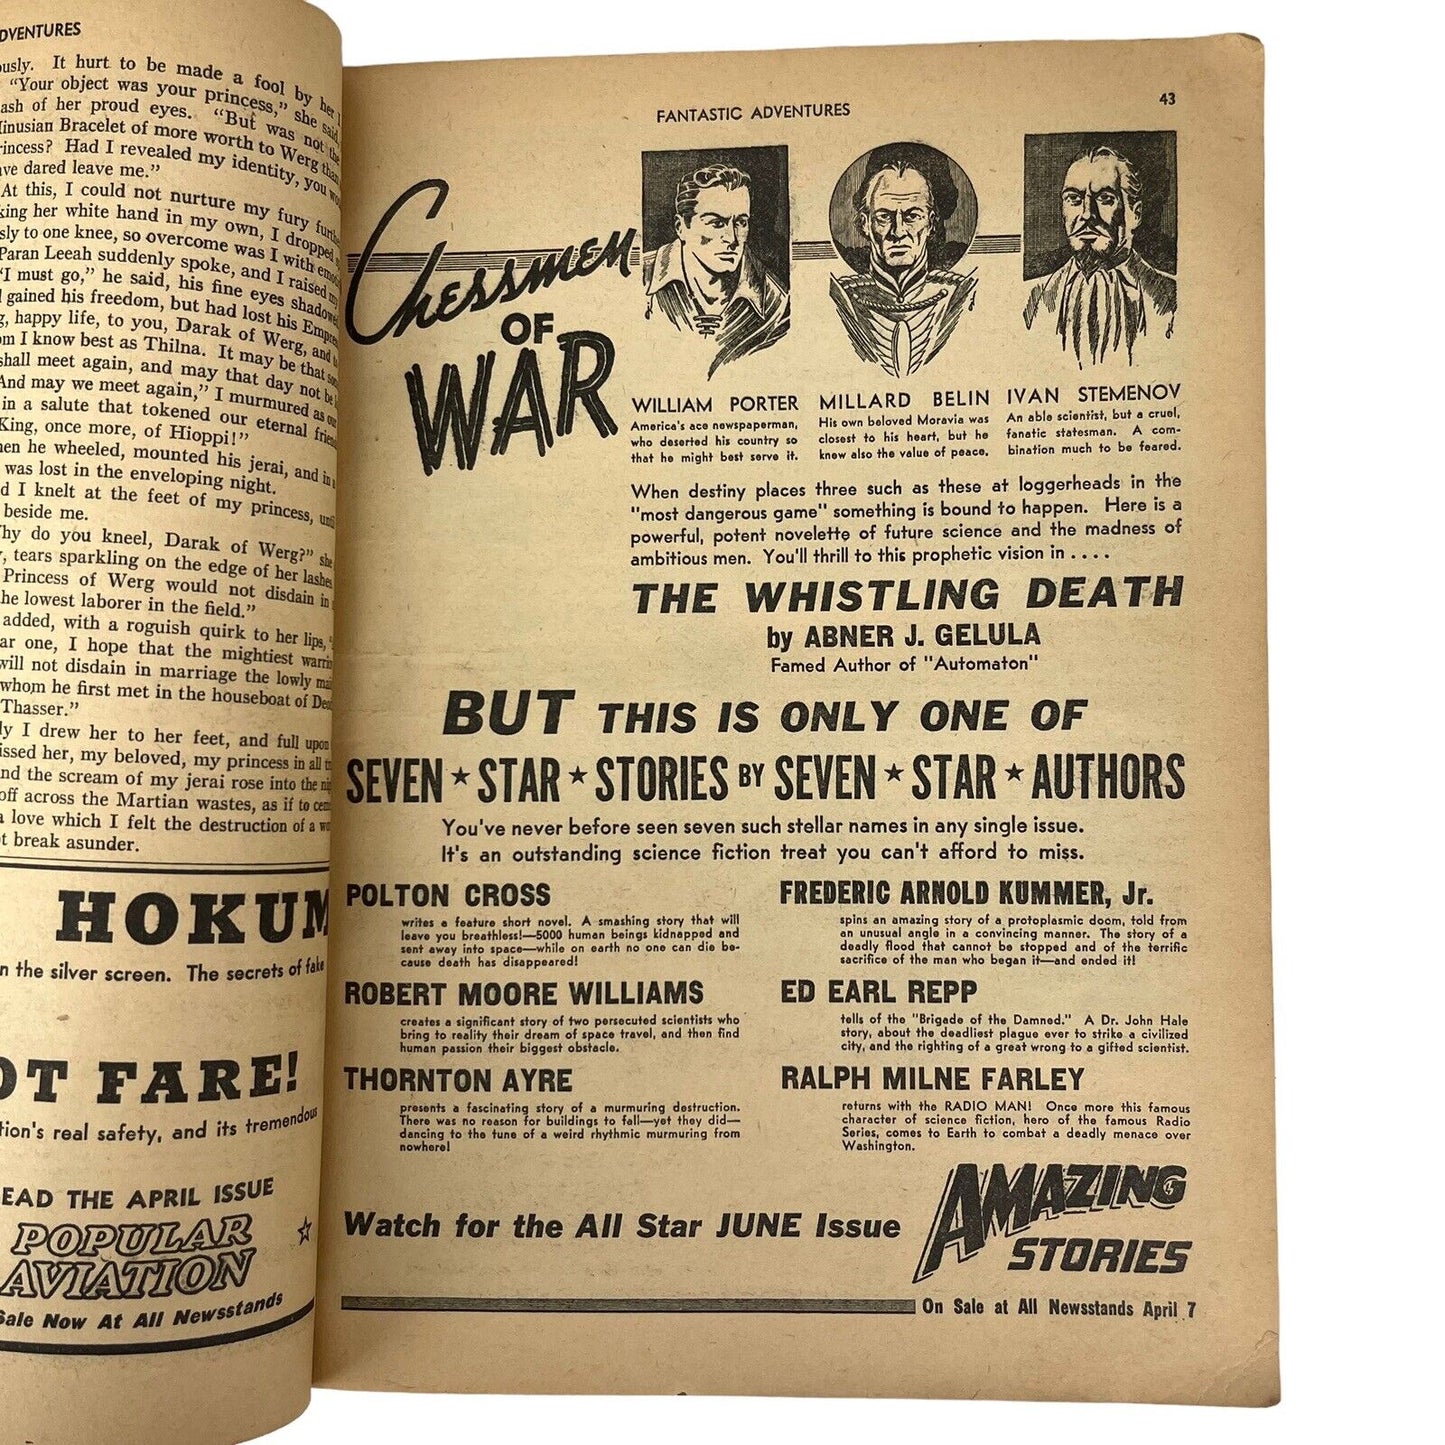 ADVENTURES
ously. It hurt to be made a fool by her I
"Your object was your princess," she said,
ash of her proud eyes. "But was not the
Minusian Bracelet of more worth to Werg than
rincess? Had I revealed my identity, you
ave dared leave me."
At this, I could not nurture my fury
king her white hand in my own, I dropped
sly to one knee, so overcome was I with
Paran Leeah suddenly spoke, and I raised my
"I must go," he said, his fine eyes shadowed
gained his freedom, but had lost his
g, happy life, to you, Darak of Werg, and
om I know best as Thilna. It may be that
shall meet again, and may that day not be
And may we meet again," I murmured as our
in a salute that tokened our eternal
King, once more, of Hioppi!"
hen he wheeled, mounted his jerai, and in a
was lost in the enveloping night.
d I knelt at the feet of my princess, until
beside me.
hy do you kneel, Darak of Werg?" she
, tears sparkling on the edge of her lashes.
Princess of Werg would not disdain in
he lowest laborer in the field."
added, with a roguish quirk to her lips,
ar one, I hope that the mightiest
will not disdain in marriage the lowly
whom he first met in the houseboat of
Thasser."
ly I drew her to her feet, and full upon
issed her, my beloved, my princess in all
nd the scream of my jerai rose into the
off across the Martian wastes, as if to
a love which I felt the destruction of a
t break asunder.
HOKUM
n the silver screen. The secrets of fake
OT FARE!
tion's real safety, and its tremendous
EAD THE APRIL ISSUE
POPULAR
AVIATION
Sale Now At All Newsstands
FANTASTIC ADVENTURES
43
Chessmen
OF
WAR
WILLIAM PORTER
America's ace newspaperman,
who deserted his country so
that he might best serve it.
MILLARD BELIN
His own beloved Moravia was
closest to his heart, but he
knew also the value of peace.
IVAN STEMENOV
An able scientist, but a cruel,
fanatic statesman. A com-
bination much to be feared.
When destiny places three such as these at loggerheads in the
"most dangerous game" something is bound to happen. Here is a
powerful, potent novelette of future science and the madness of
ambitious men. You'll thrill to this prophetic vision in . . . .
THE WHISTLING DEATH
by ABNER J. GELULA
Famed Author of "Automaton"
BUT THIS IS ONLY ONE OF
SEVEN ★ STAR ★ STORIES BY SEVEN ★ STAR ★ AUTHORS
You've never before seen seven such stellar names in any single issue.
It's an outstanding science fiction treat you can't afford to miss.
POLTON CROSS
writes a feature short novel. A smashing story that will
leave you breathless!—5000 human beings kidnapped and
sent away into space—while on earth no one can die be-
cause death has disappeared!
ROBERT MOORE WILLIAMS
creates a significant story of two persecuted scientists who
bring to reality their dream of space travel, and then find
human passion their biggest obstacle.
THORNTON AYRE
presents a fascinating story of a murmuring destruction.
There was no reason for buildings to fall—yet they did—
dancing to the tune of a weird rhythmic murmuring from
nowhere!
FREDERIC ARNOLD KUMMER, Jr.
spins an amazing story of a protoplasmic doom, told from
an unusual angle in a convincing manner. The story of a
deadly flood that cannot be stopped and of the terrific
sacrifice of the man who began it—and ended it!
ED EARL REPP
tells of the "Brigade of the Damned." A Dr. John Hale
story, about the deadliest plague ever to strike a civilized
city, and the righting of a great wrong to a gifted scientist.
RALPH MILNE FARLEY
returns with the RADIO MAN! Once more this famous
character of science fiction, hero of the famous Radio
Series, comes to Earth to combat a deadly menace over
Washington.
Watch for the All Star JUNE Issue
AMAZING
STORIES
On Sale at All Newsstands April 7